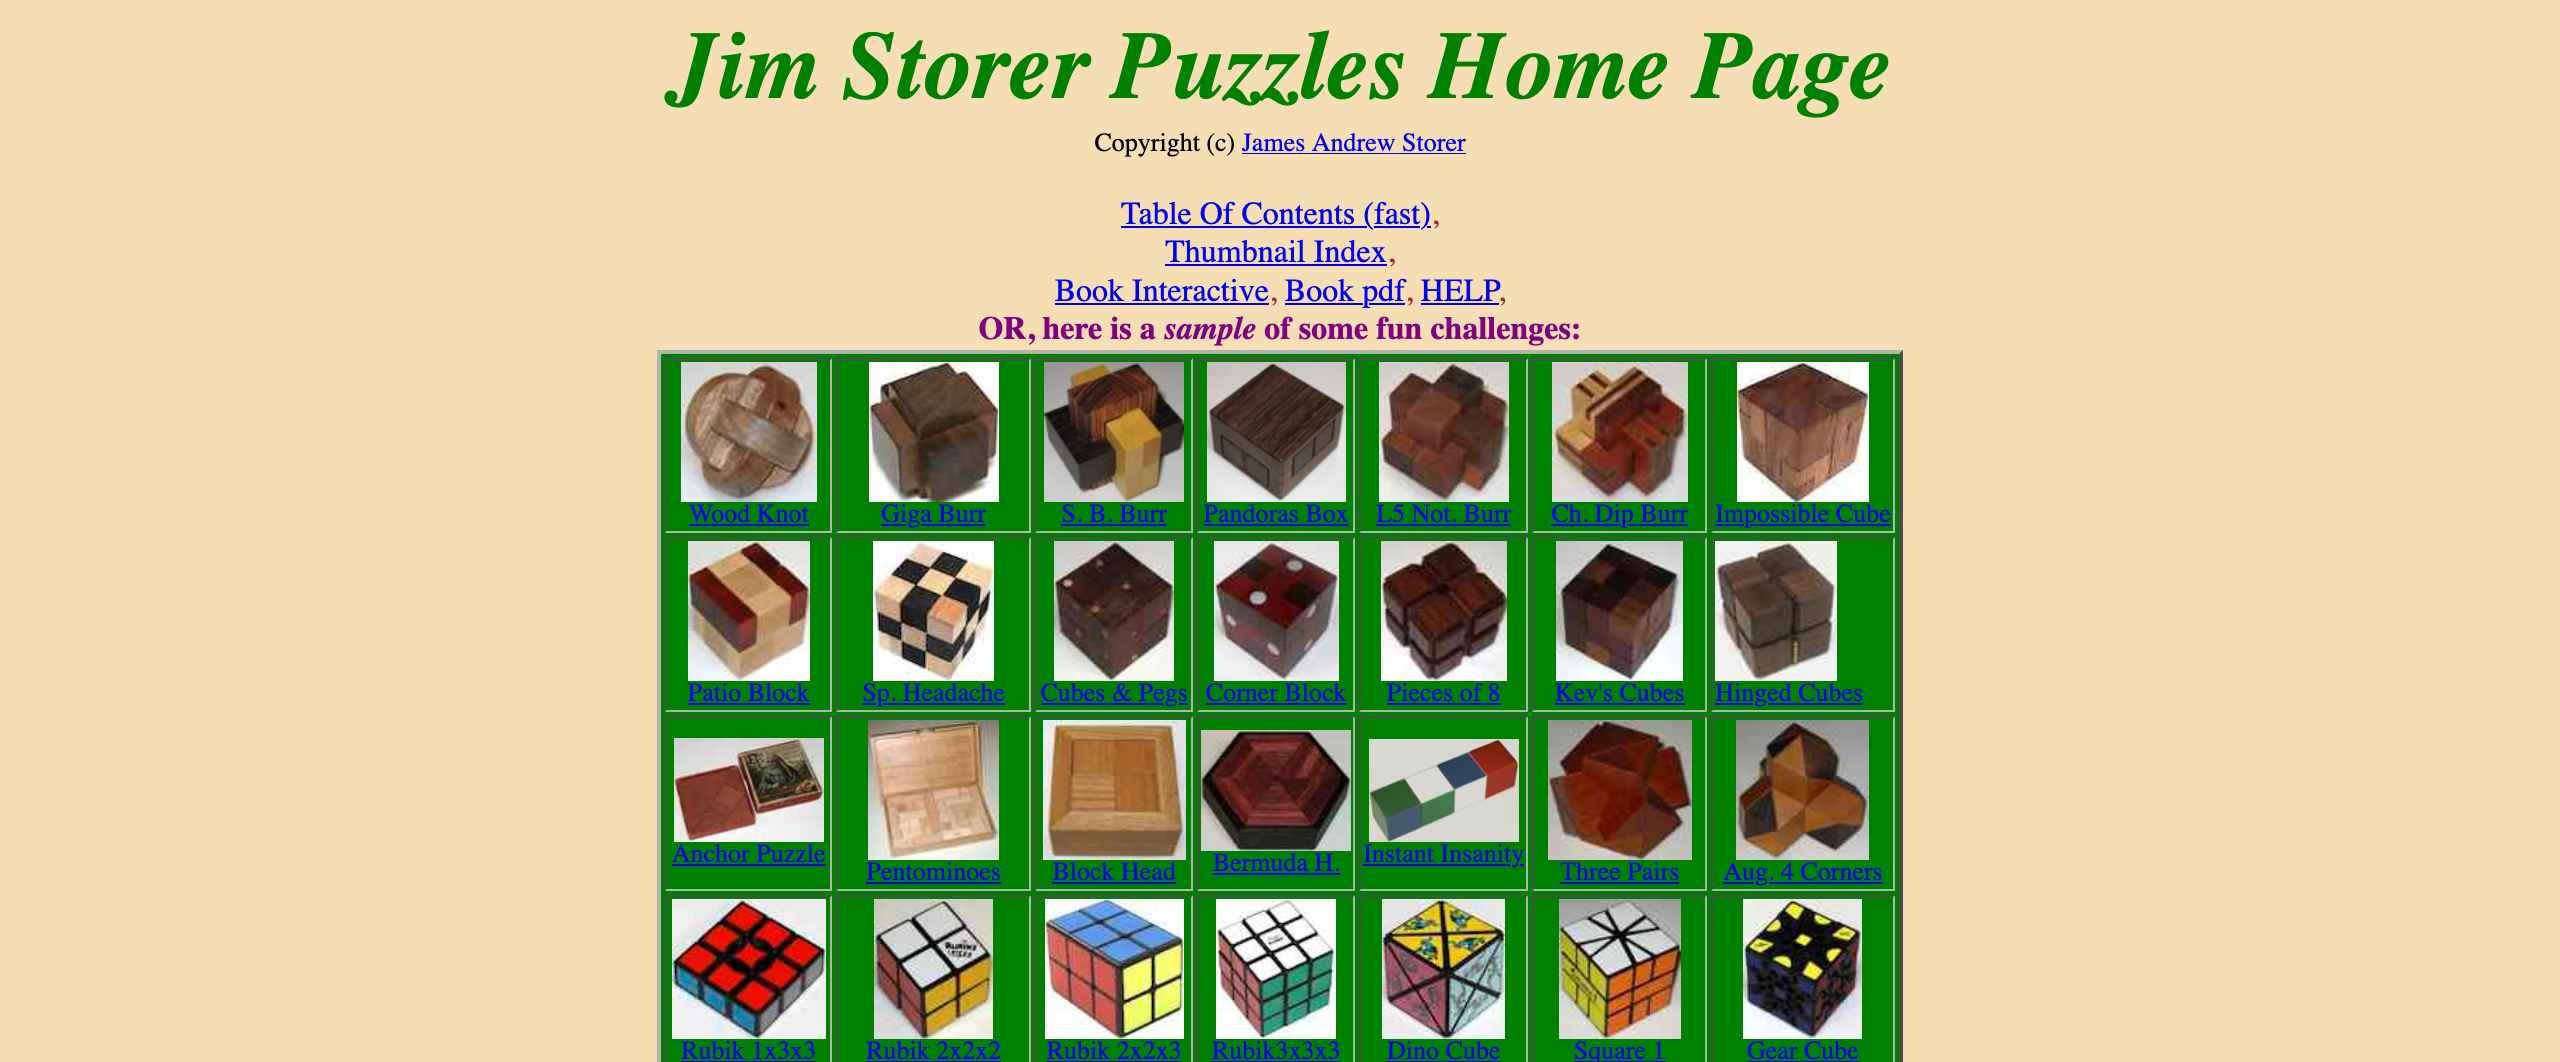 Jim Storer Puzzles Home Page
Copyright (c) James Andrew Storer
Table Of Contents (fast),
Thumbnail Index,
Book Interactive, Book pdf, HELP,
OR, here is a sample of some fun challenges:
Wood Knot Giga Burr S. B. Burr Pandoras Box L5 Not. Burr Ch. Dip Burr Impossible Cube
Patio Block Sp. Headache Cubes & Pegs Corner Block Pieces of 8 Kev's Cubes Hinged Cubes
Anchor Puzzle Pentominoes Block Head Bermuda H. Instant Insanity Three Pairs Aug. 4 Corners
Rubik 1x3x3 Rubik 2x2x2 Rubik 2x2x3 Rubik3x3x3 Dino Cube Square 1 Gear Cube